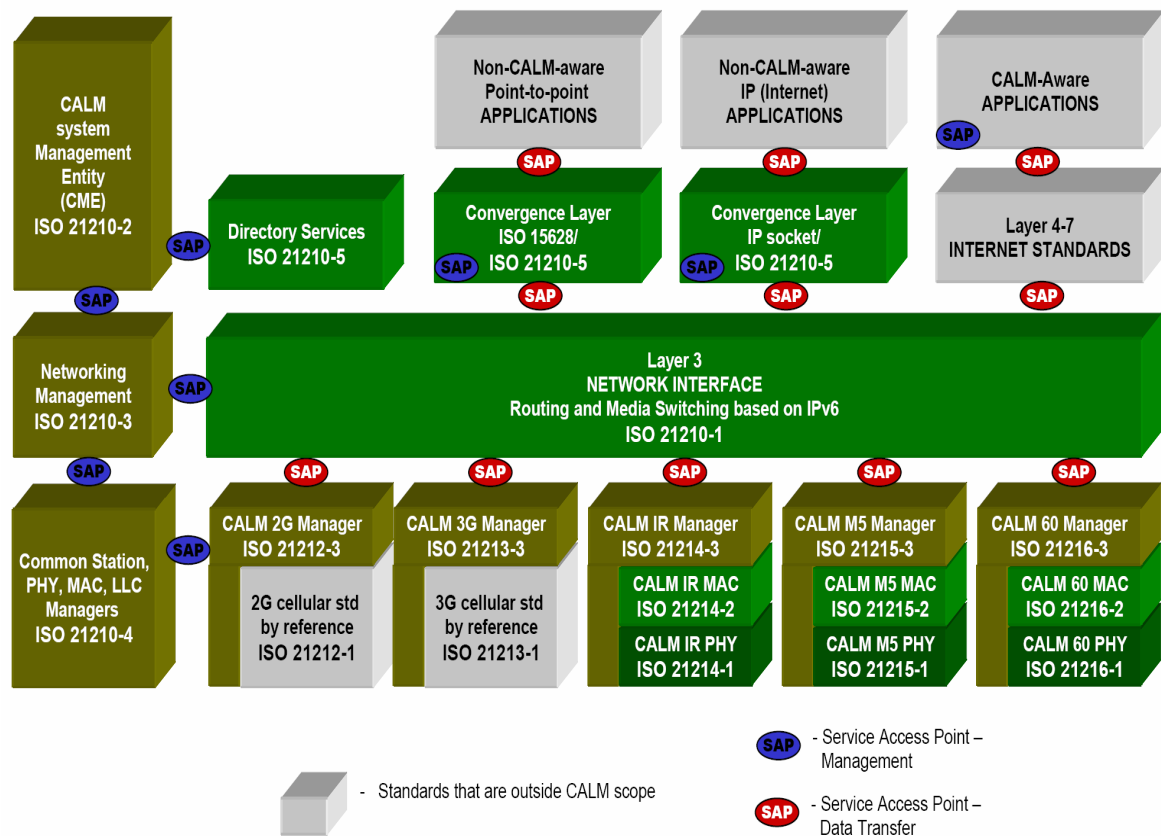 CALM
system
Management
Entity
(CME)
ISO 21210-2
Non-CALM-aware
Point-to-point
APPLICATIONS
Non-CALM-aware
IP (Internet)
APPLICATIONS
CALM-Aware
APPLICATIONS
SAP
SAP
SAP
SAP
Directory Services
ISO 21210-5
Convergence Layer
ISO 15628/
ISO 21210-5
Convergence Layer
IP socket/
ISO 21210-5
Layer 4-7
INTERNET STANDARDS
SAP
SAP
SAP
SAP
SAP
SAP
SAP
Networking
Management
ISO 21210-3
SAP
Layer 3
NETWORK INTERFACE
Routing and Media Switching based on IPv6
ISO 21210-1
SAP
SAP
SAP
SAP
SAP
SAP
Common Station,
PHY, MAC, LLC
Managers
ISO 21210-4
SAP
CALM 2G Manager
ISO 21212-3
2G cellular std
by reference
ISO 21212-1
CALM 3G Manager
ISO 21213-3
3G cellular std
by reference
ISO 21213-1
CALM IR Manager
ISO 21214-3
CALM IR MAC
ISO 21214-2
CALM IR PHY
ISO 21214-1
CALM M5 Manager
ISO 21215-3
CALM M5 MAC
ISO 21215-2
CALM M5 PHY
ISO 21215-1
CALM 60 Manager
ISO 21216-3
CALM 60 MAC
ISO 21216-2
CALM 60 PHY
ISO 21216-1
SAP - Service Access Point –
Management
- Standards that are outside CALM scope
SAP - Service Access Point –
Data Transfer